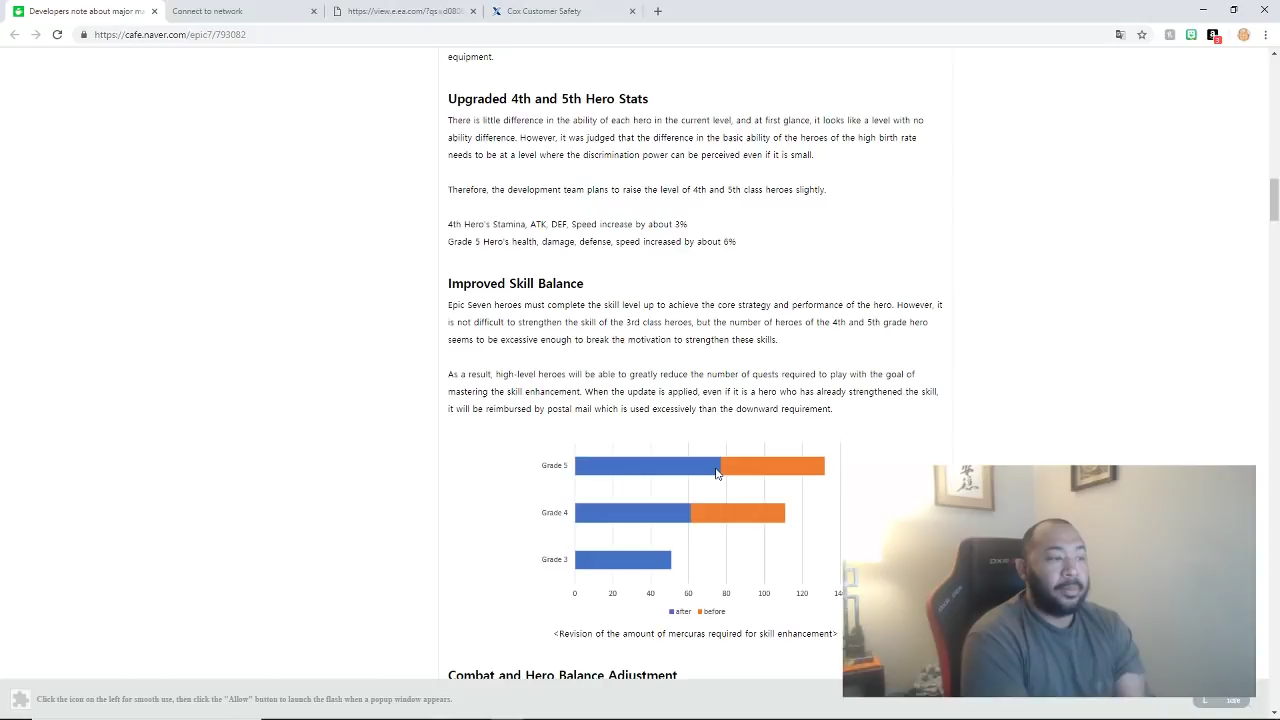 Developers note about major m
Connect to network
https://view.e.ea.com/?qs=d080
Cox Customer Safety
https://cafe.naver.com/epic7/793082
equipment.
Upgraded 4th and 5th Hero Stats
There is little difference in the ability of each hero in the current level, and at first glance, it looks like a level with no
ability difference. However, it was judged that the difference in the basic ability of the heroes of the high birth rate
needs to be at a level where the discrimination power can be perceived even if it is small.
Therefore, the development team plans to raise the level of 4th and 5th class heroes slightly.
4th Hero's Stamina, ATK, DEF, Speed increase by about 3%
Grade 5 Hero's health, damage, defense, speed increased by about 6%
Improved Skill Balance
Epic Seven heroes must complete the skill level up to achieve the core strategy and performance of the hero. However, it
is not difficult to strengthen the skill of the 3rd class heroes, but the number of heroes of the 4th and 5th grade hero
seems to be excessive enough to break the motivation to strengthen these skills.
As a result, high-level heroes will be able to greatly reduce the number of quests required to play with the goal of
mastering the skill enhancement. When the update is applied, even if it is a hero who has already strengthened the skill,
it will be reimbursed by postal mail which is used excessively than the downward requirement.
Grade 5
Grade 4
Grade 3
0 20 40 60 80 100 120
after before
<Revision of the amount of mercuras required for skill enhancement>
Combat and Hero Balance Adjustment
Click the icon on the left for smooth use, then click the "Allow" button to launch the flash when a popup window appears.